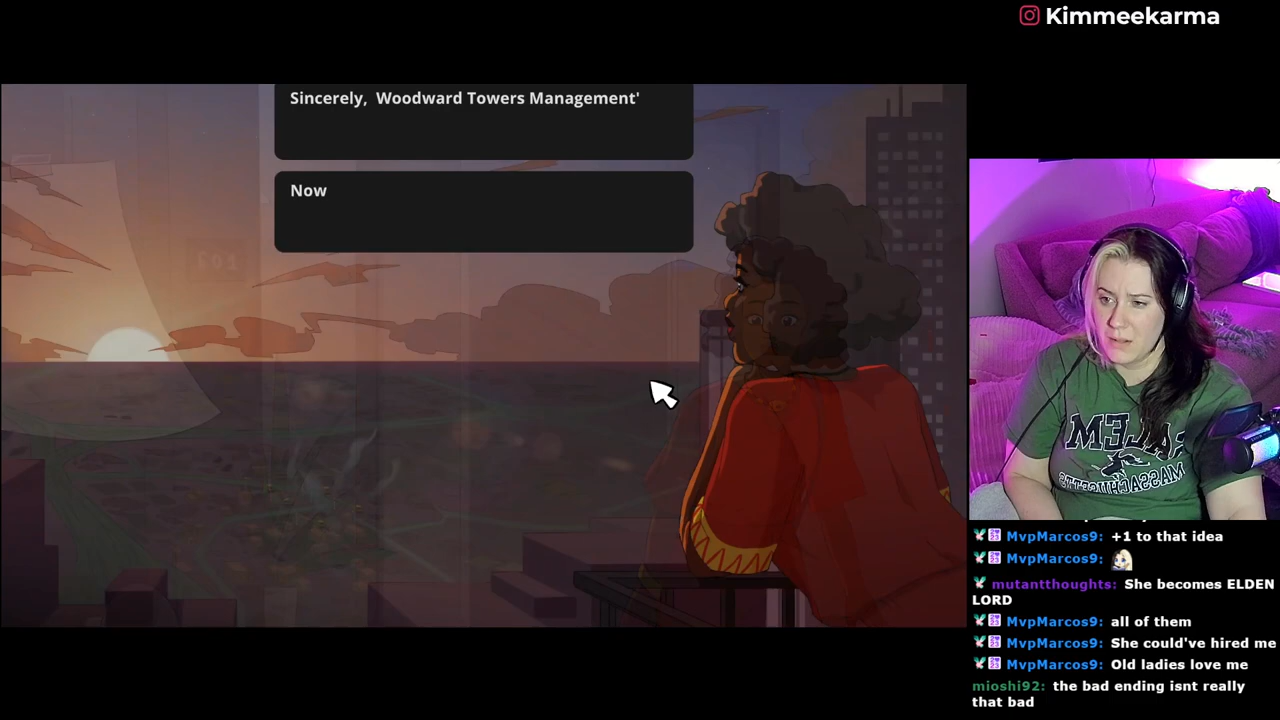 Kimmeekarma
Sincerely,  Woodward Towers Management'
Now
SALEM
MASSACHUSETTS
MvpMarcos9: +1 to that idea
MvpMarcos9:
mutantthoughts: She becomes ELDEN
LORD
MvpMarcos9: all of them
MvpMarcos9: She could've hired me
MvpMarcos9: Old ladies love me
mioshi92: the bad ending isnt really
that bad